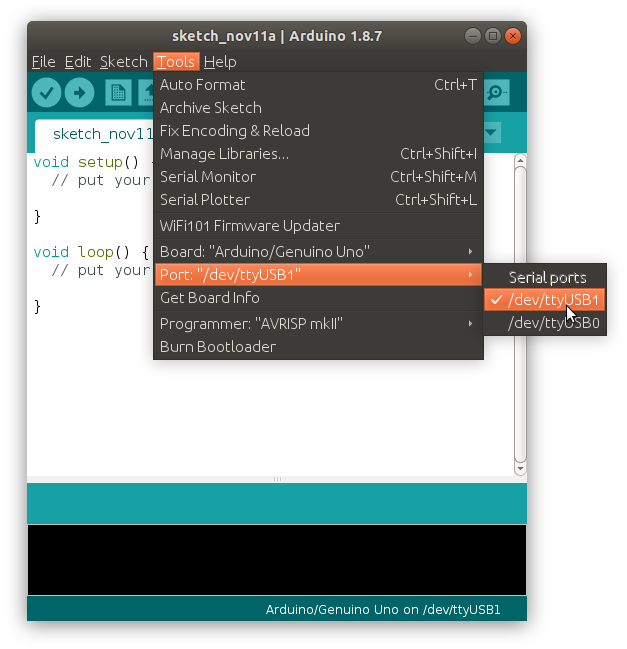 sketch_nov11a | Arduino 1.8.7
File Edit Sketch Tools Help
sketch_nov11
void setup() {
// put your
}
void loop() {
// put your
}
Auto Format Ctrl+T
Archive Sketch
Fix Encoding & Reload
Manage Libraries... Ctrl+Shift+I
Serial Monitor Ctrl+Shift+M
Serial Plotter Ctrl+Shift+L
WiFi101 Firmware Updater
Board: "Arduino/Genuino Uno"
Port: "/dev/ttyUSB1"
Get Board Info
Programmer: "AVRISP mkII"
Burn Bootloader
Serial ports
/dev/ttyUSB1
/dev/ttyUSB0
Arduino/Genuino Uno on /dev/ttyUSB1